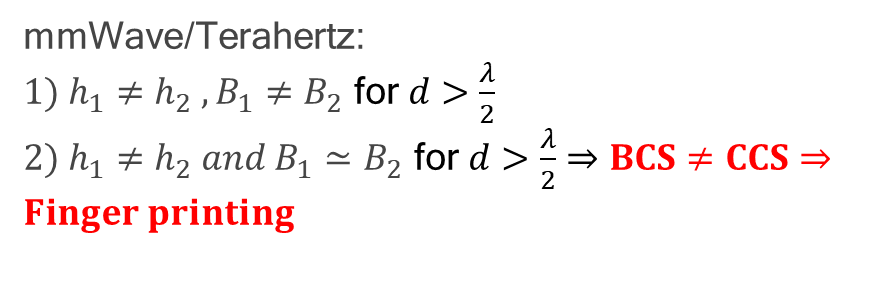 mmWave/Terahertz:
1) h₁ ≠ h₂ , B₁ ≠ B₂ for d > λ/2
2) h₁ ≠ h₂ and B₁ ≃ B₂ for d > λ/2 ⇒ BCS ≠ CCS ⇒
Finger printing